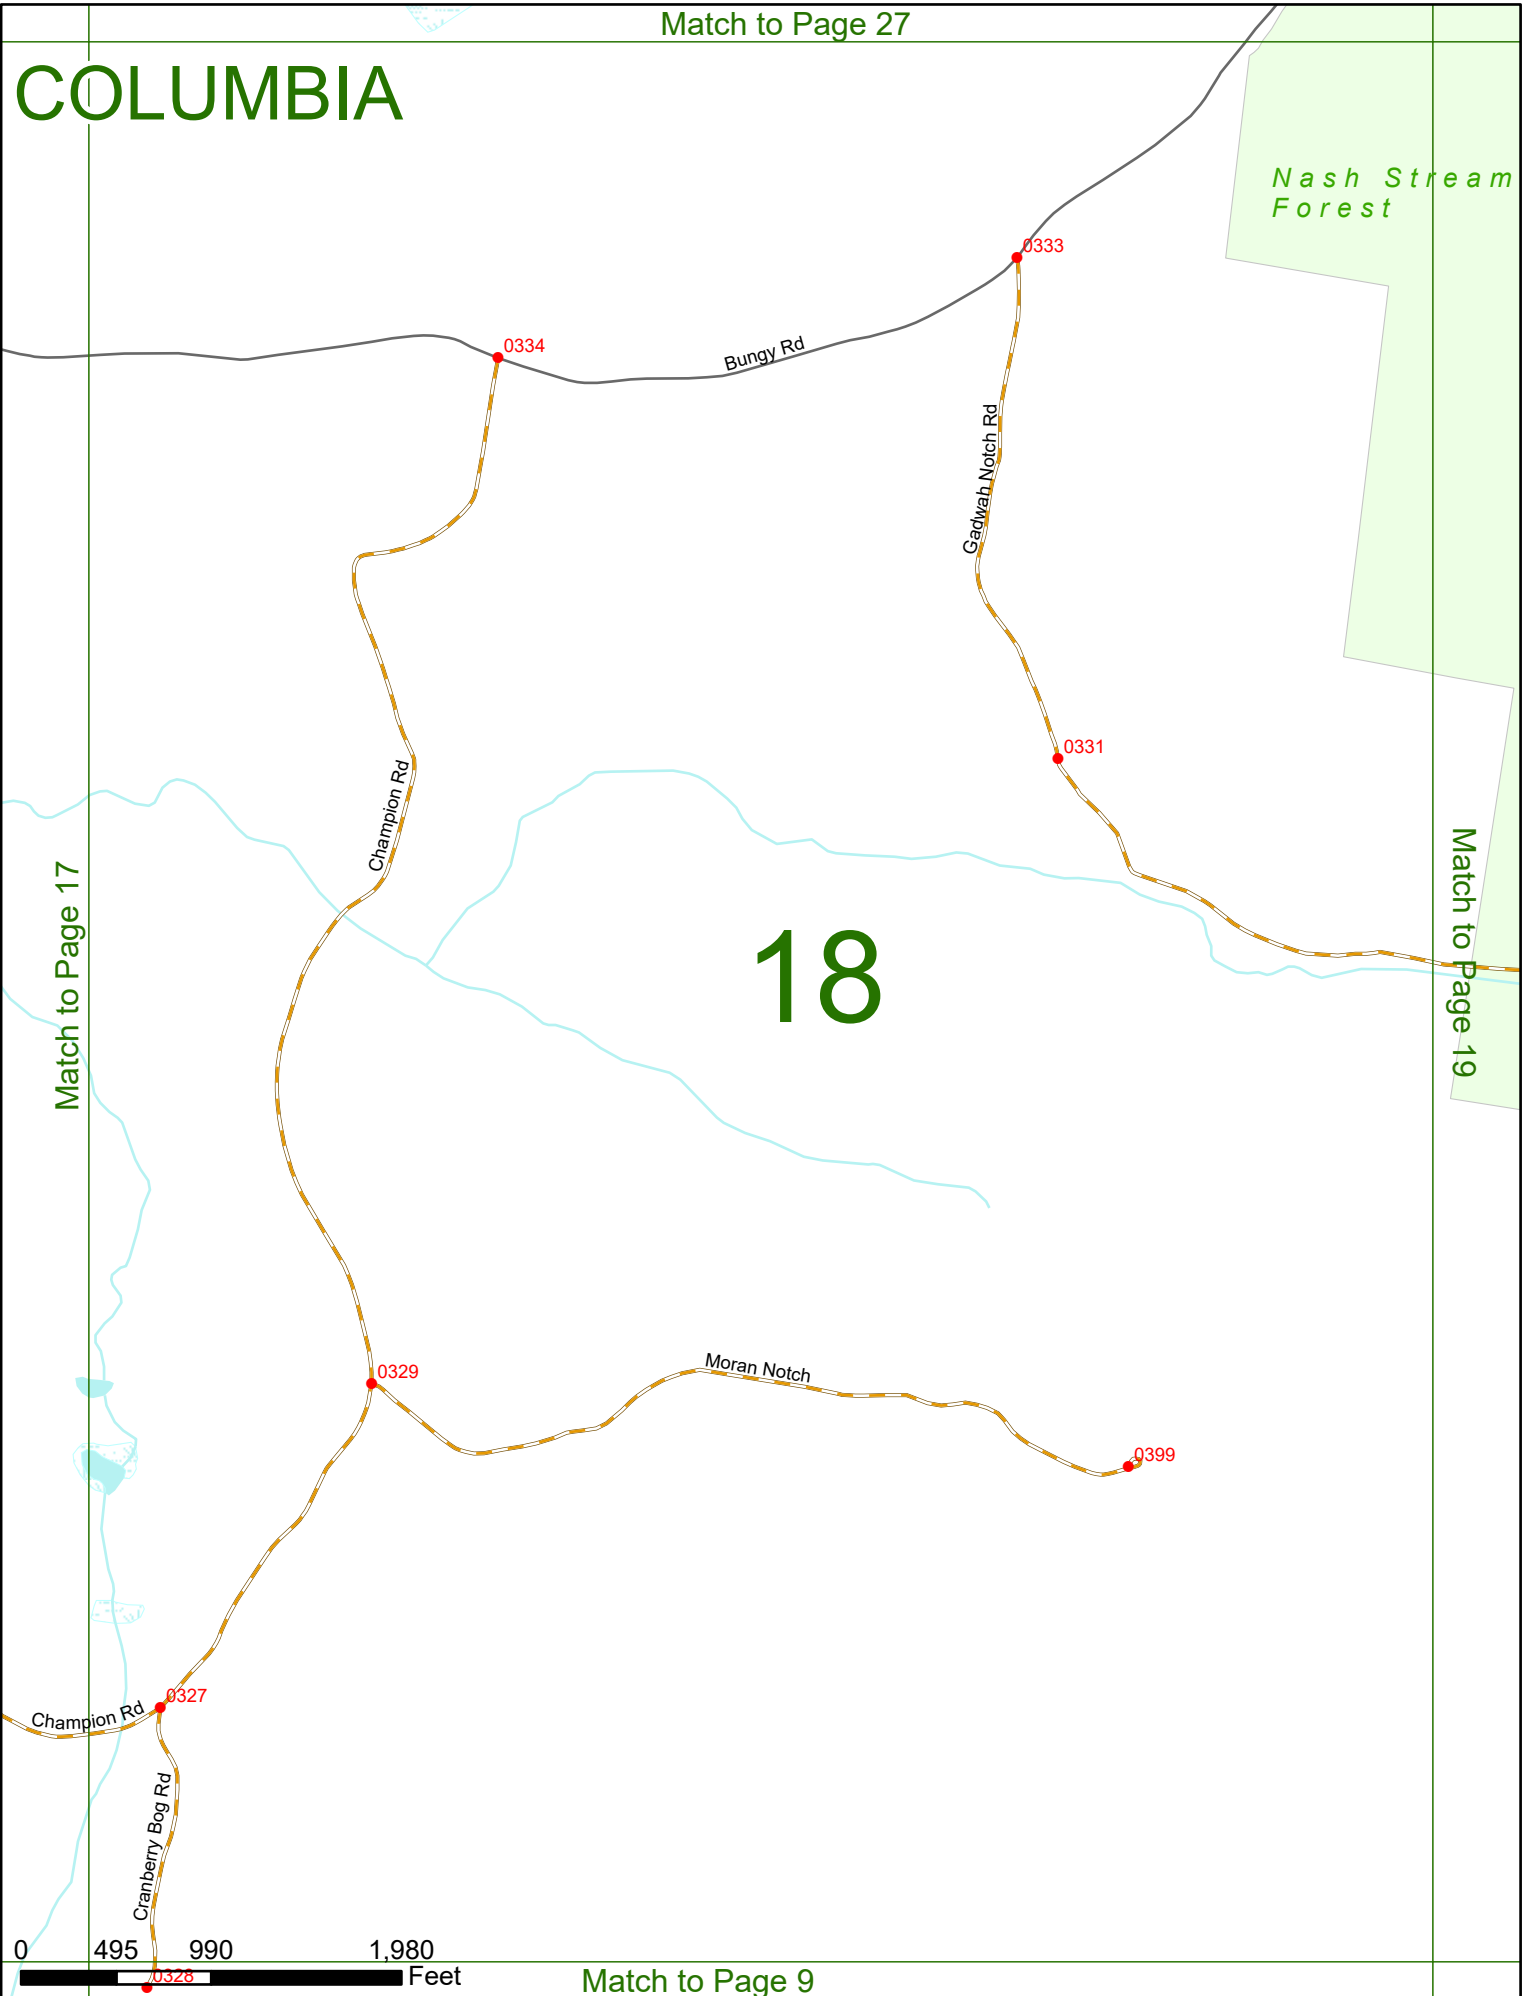 Match to Page 27
COLUMBIA
Nash Stream
Forest
0333
0334
Bungy Rd
Gadwah Notch Rd
0331
Champion Rd
Match to Page 17
18
Match to Page 19
0329
Moran Notch
0399
0327
Champion Rd
Cranberry Bog Rd
0 495 990 1,980
Feet
0328
Match to Page 9